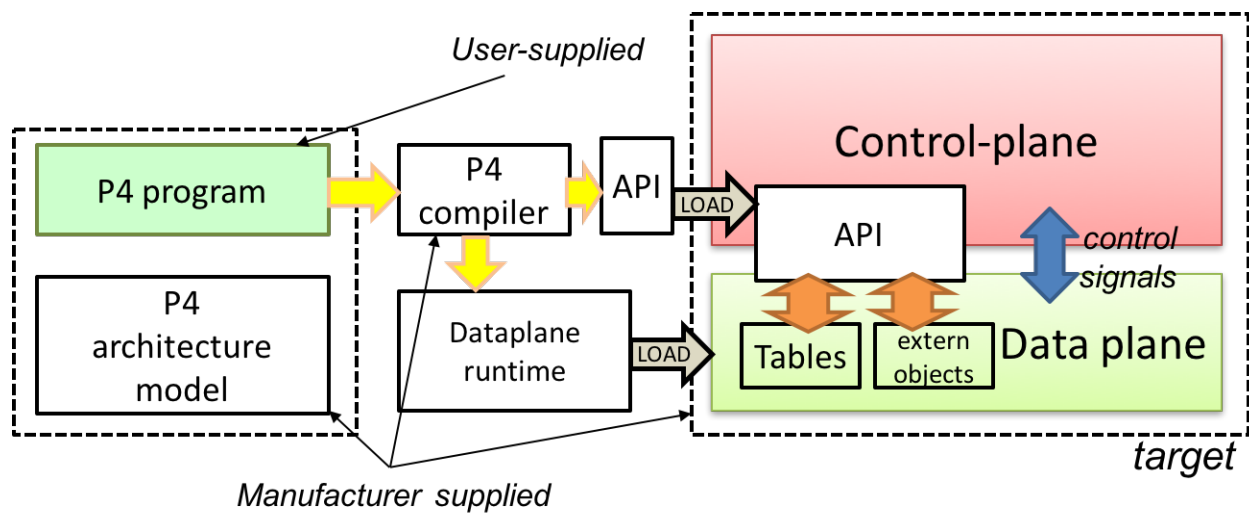 User-supplied
P4 program
P4
compiler
API
LOAD
Control-plane
API
control
signals
P4
architecture
model
Dataplane
runtime
LOAD
Tables
extern
objects
Data plane
target
Manufacturer supplied